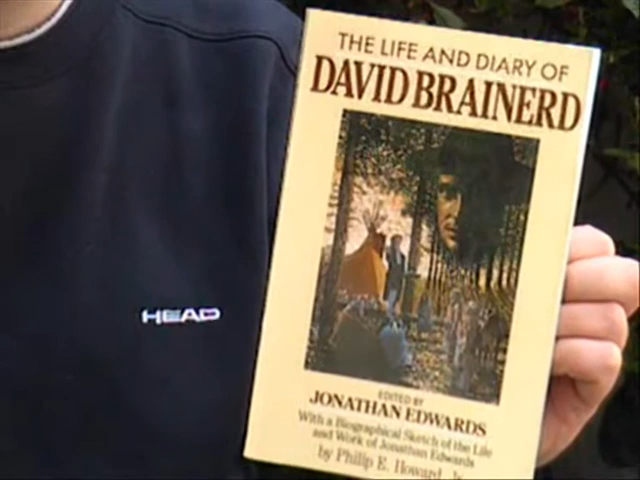 THE LIFE AND DIARY OF
DAVID BRAINERD
EDITED BY
JONATHAN EDWARDS
With a Biographical Sketch of the Life
and Work of Jonathan Edwards
by Philip E. Howard, Jr.
HEAD